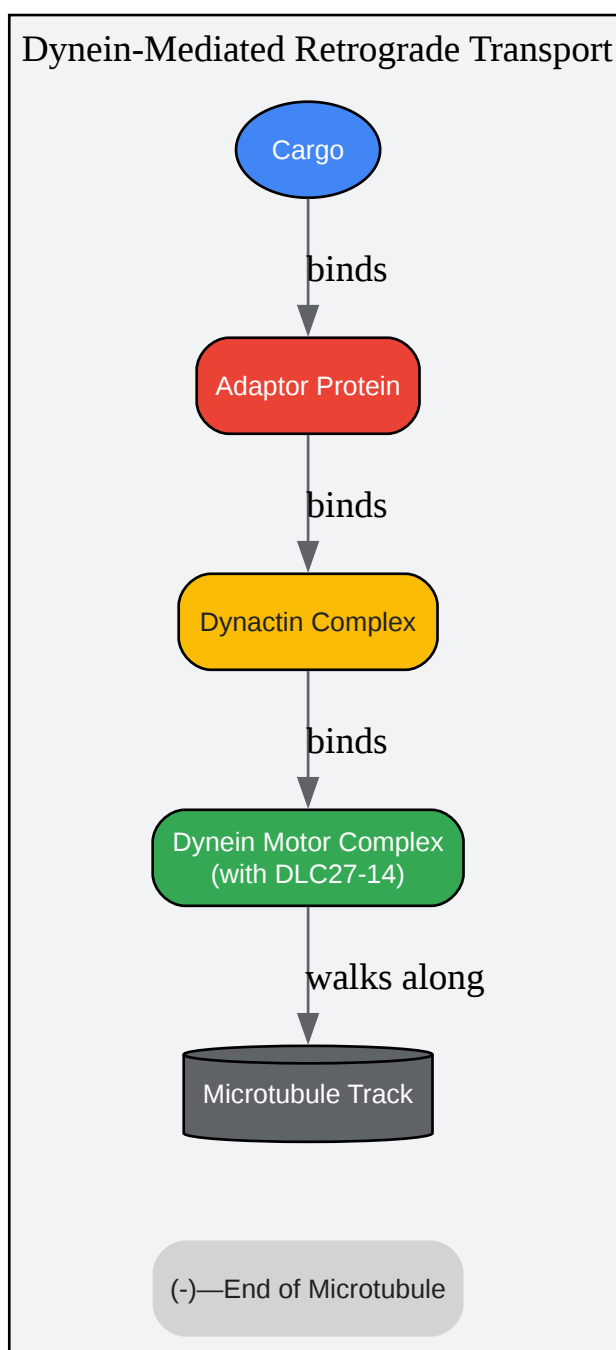 Dynein-Mediated Retrograde Transport
Cargo
binds
Adaptor Protein
binds
Dynactin Complex
binds
Dynein Motor Complex
(with DLC27-14)
walks along
Microtubule Track
(-)—End of Microtubule